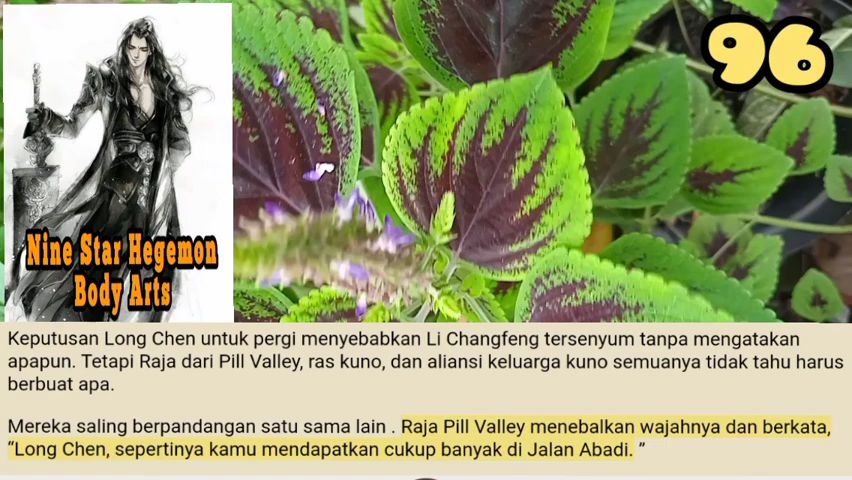 96
Nine Star Hegemon
Body Arts
Keputusan Long Chen untuk pergi menyebabkan Li Changfeng tersenyum tanpa mengatakan
apapun. Tetapi Raja dari Pill Valley, ras kuno, dan aliansi keluarga kuno semuanya tidak tahu harus
berbuat apa.
Mereka saling berpandangan satu sama lain . Raja Pill Valley menebalkan wajahnya dan berkata,
“Long Chen, sepertinya kamu mendapatkan cukup banyak di Jalan Abadi. ”